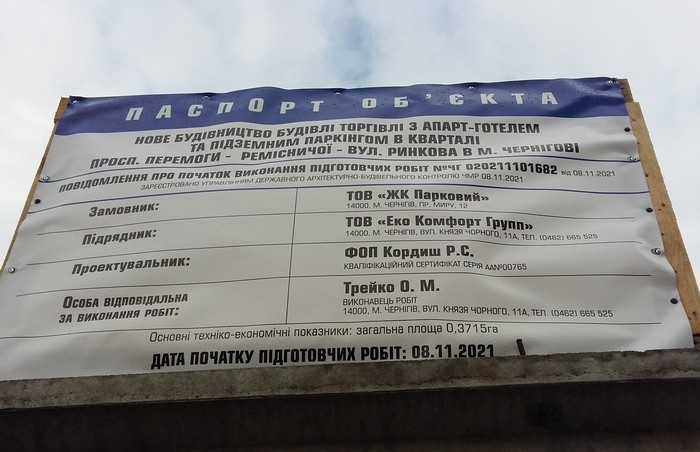 ПАСПОРТ ОБ'ЄКТА
НОВЕ БУДІВНИЦТВО БУДІВЛІ ТОРГІВЛІ З АПАРТ-ГОТЕЛЕМ
ТА ПІДЗЕМНИМ ПАРКІНГОМ В КВАРТАЛІ
ПРОСП. ПЕРЕМОГИ - РЕМІСНИЧОЇ - ВУЛ. РИНКОВА В М. ЧЕРНІГОВІ
ПОВІДОМЛЕННЯ ПРО ПОЧАТОК ВИКОНАННЯ ПІДГОТОВЧИХ РОБІТ №ЧГ 020211101682 від 08.11.2021
ЗАРЕЄСТРОВАНО УПРАВЛІННЯМ ДЕРЖАВНОГО АРХІТЕКТУРНО-БУДІВЕЛЬНОГО КОНТРОЛЮ ЧМР 08.11.2021
Замовник:
ТОВ «ЖК Парковий»
14000, М. ЧЕРНІГІВ, ПР. МИРУ, 12
Підрядник:
ТОВ «Еко Комфорт Групп»
14000, М. ЧЕРНІГІВ, ВУЛ. КНЯЗЯ ЧОРНОГО, 11А, ТЕЛ. (0462) 665 525
Проектувальник:
ФОП Кордиш Р.С.
КВАЛІФІКАЦІЙНИЙ СЕРТИФІКАТ СЕРІЯ АА№00765
ОСОБА ВІДПОВІДАЛЬНА
ЗА ВИКОНАННЯ РОБІТ:
Трейко О. М.
ВИКОНАВЕЦЬ РОБІТ
14000, М. ЧЕРНІГІВ, ВУЛ. КНЯЗЯ ЧОРНОГО, 11А, ТЕЛ. (0462) 665 525
Основні техніко-економічні показники: загальна площа 0,3715га
ДАТА ПОЧАТКУ ПІДГОТОВЧИХ РОБІТ: 08.11.2021